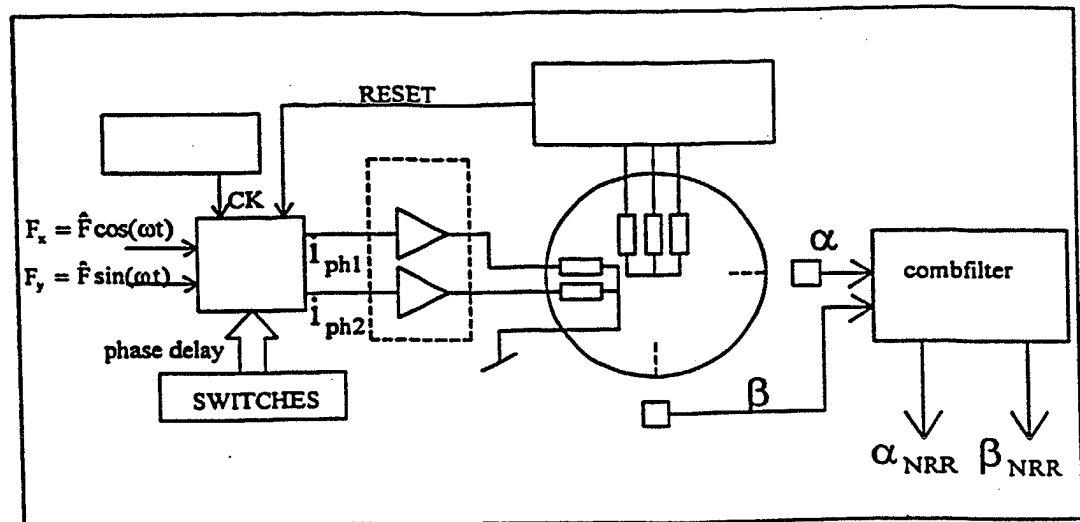 RESET
CK
F_x = F̂cos(ωt)
F_y = F̂sin(ωt)
i_ph1
i_ph2
phase delay
SWITCHES
α
combfilter
β
α_NRR β_NRR